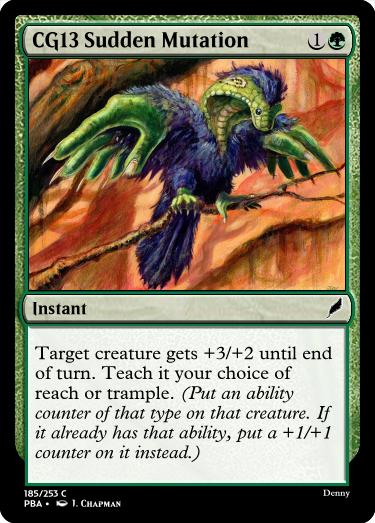 CG13 Sudden Mutation 1
Instant
Target creature gets +3/+2 until end
of turn. Teach it your choice of
reach or trample. (Put an ability
counter of that type on that creature. If
it already has that ability, put a +1/+1
counter on it instead.)
185/253 C Denny
PBA • J. Chapman